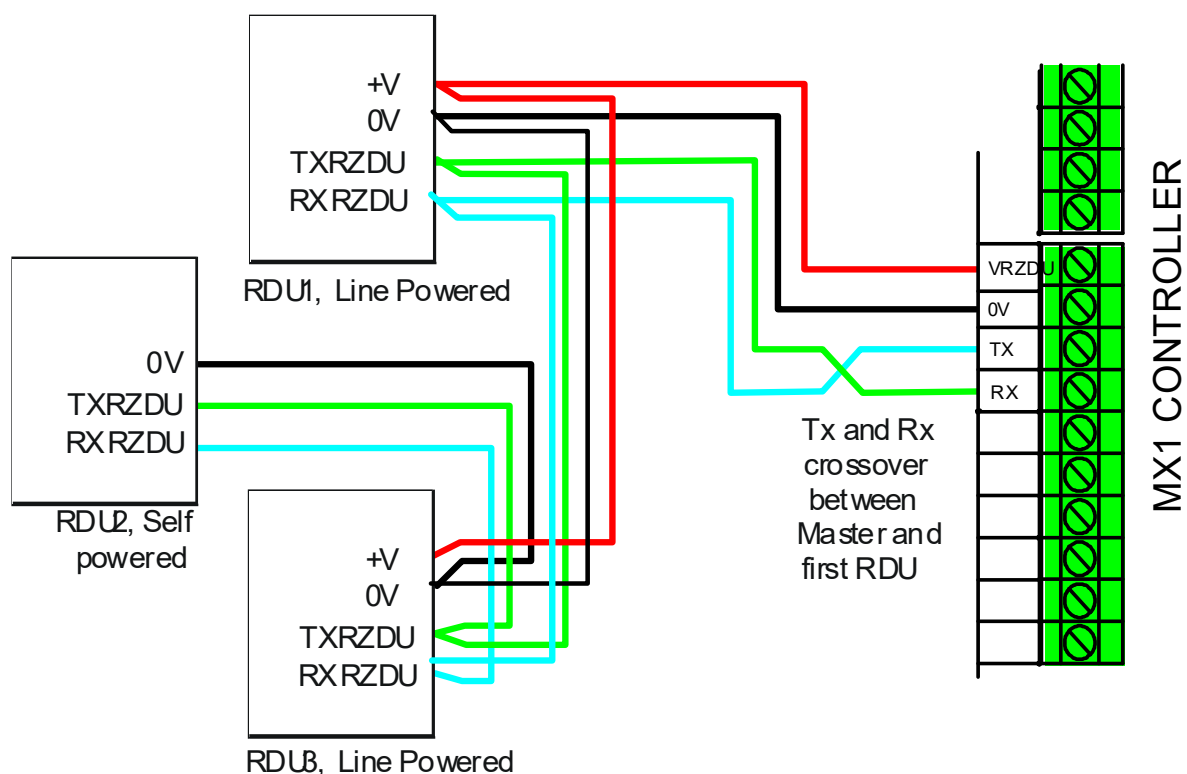 +V
0V
TXRZDU
RXRZDU
RDU1, Line Powered
0V
TXRZDU
RXRZDU
RDU2, Self
powered
+V
0V
TXRZDU
RXRZDU
RDU3, Line Powered
VRZDU
0V
TX
RX
Tx and Rx
crossover
between
Master and
first RDU
MX1 CONTROLLER